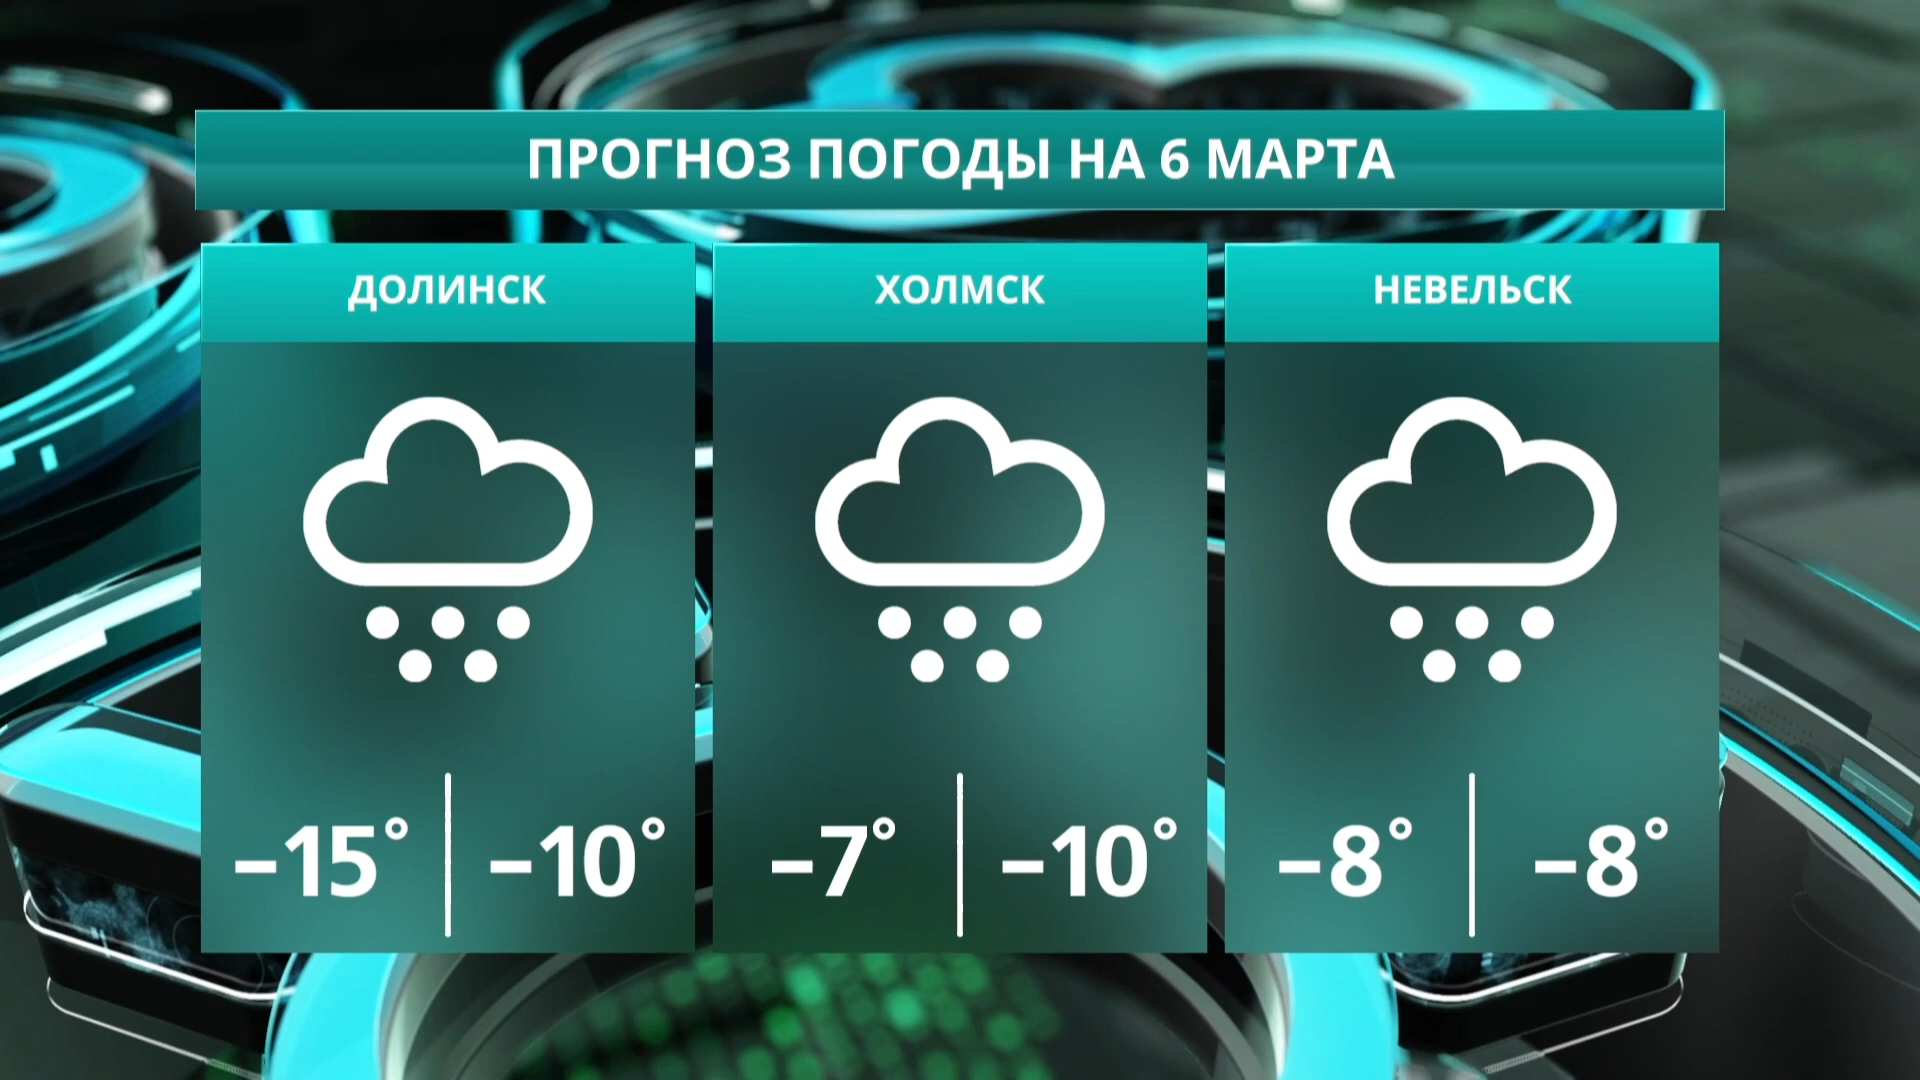 ПРОГНОЗ ПОГОДЫ НА 6 МАРТА
ДОЛИНСК
ХОЛМСК
НЕВЕЛЬСК
–15° –10°
–7° –10°
–8° –8°